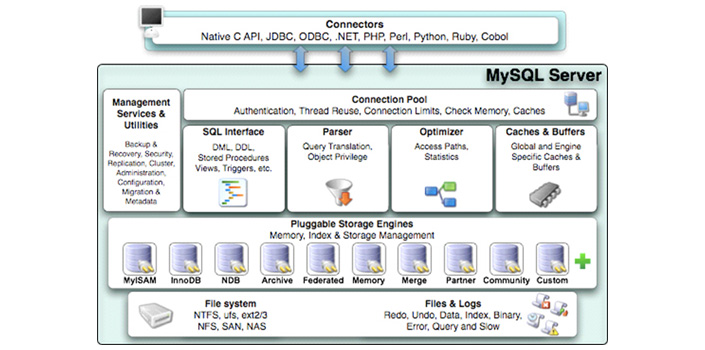 Connectors
Native C API, JDBC, ODBC, .NET, PHP, Perl, Python, Ruby, Cobol
MySQL Server
Management
Services &
Utilities
Backup &
Recovery, Security,
Replication, Cluster,
Administration,
Configuration,
Migration &
Metadata
Connection Pool
Authentication, Thread Reuse, Connection Limits, Check Memory, Caches
SQL Interface
DML, DDL,
Stored Procedures
Views, Triggers, etc.
Parser
Query Translation,
Object Privilege
Optimizer
Access Paths,
Statistics
Caches & Buffers
Global and Engine
Specific Caches &
Buffers
Pluggable Storage Engines
Memory, Index & Storage Management
MyISAM InnoDB NDB Archive Federated Memory Merge Partner Community Custom
File system
NTFS, ufs, ext2/3
NFS, SAN, NAS
Files & Logs
Redo, Undo, Data, Index, Binary,
Error, Query and Slow